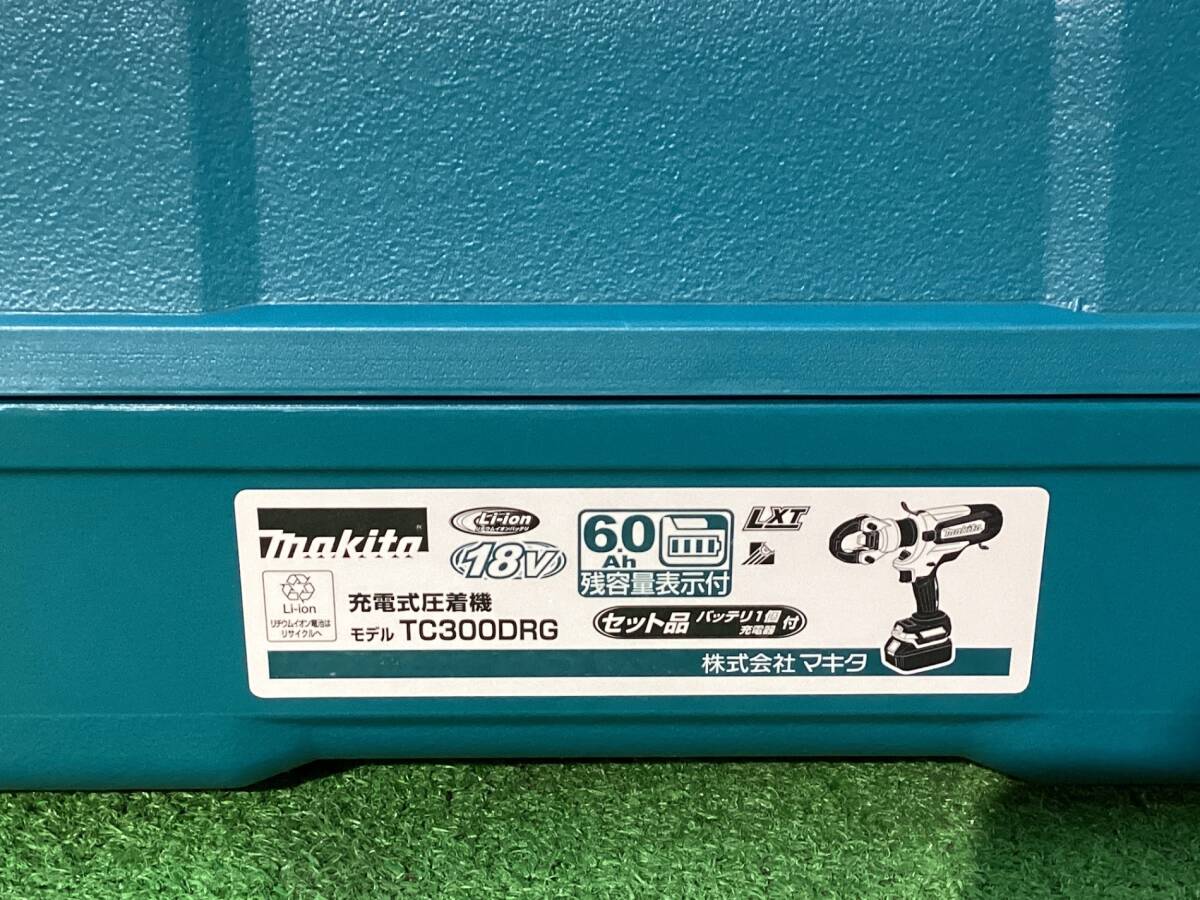 makita
Li-ion
リチウムイオンバッテリ
18V
6.0
Ah
残容量表示付
LXT
Li-ion
リチウムイオン電池は
リサイクルへ
充電式圧着機
モデル TC300DRG
セット品 バッテリ1個 充電器 付
株式会社マキタ
makita